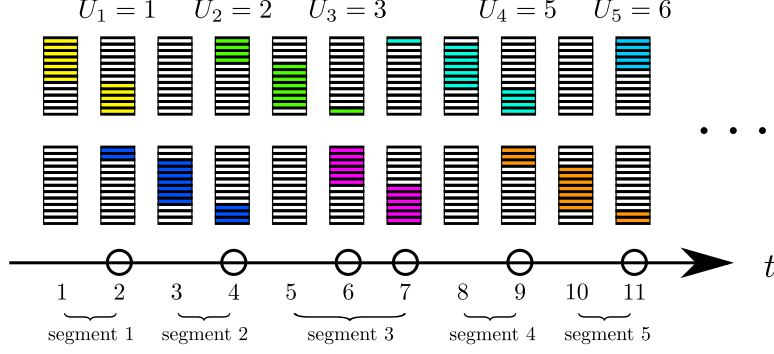 U₁ = 1 U₂ = 2 U₃ = 3 U₄ = 5 U₅ = 6
. . .
t
1 2 3 4 5 6 7 8 9 10 11
segment 1 segment 2 segment 3 segment 4 segment 5